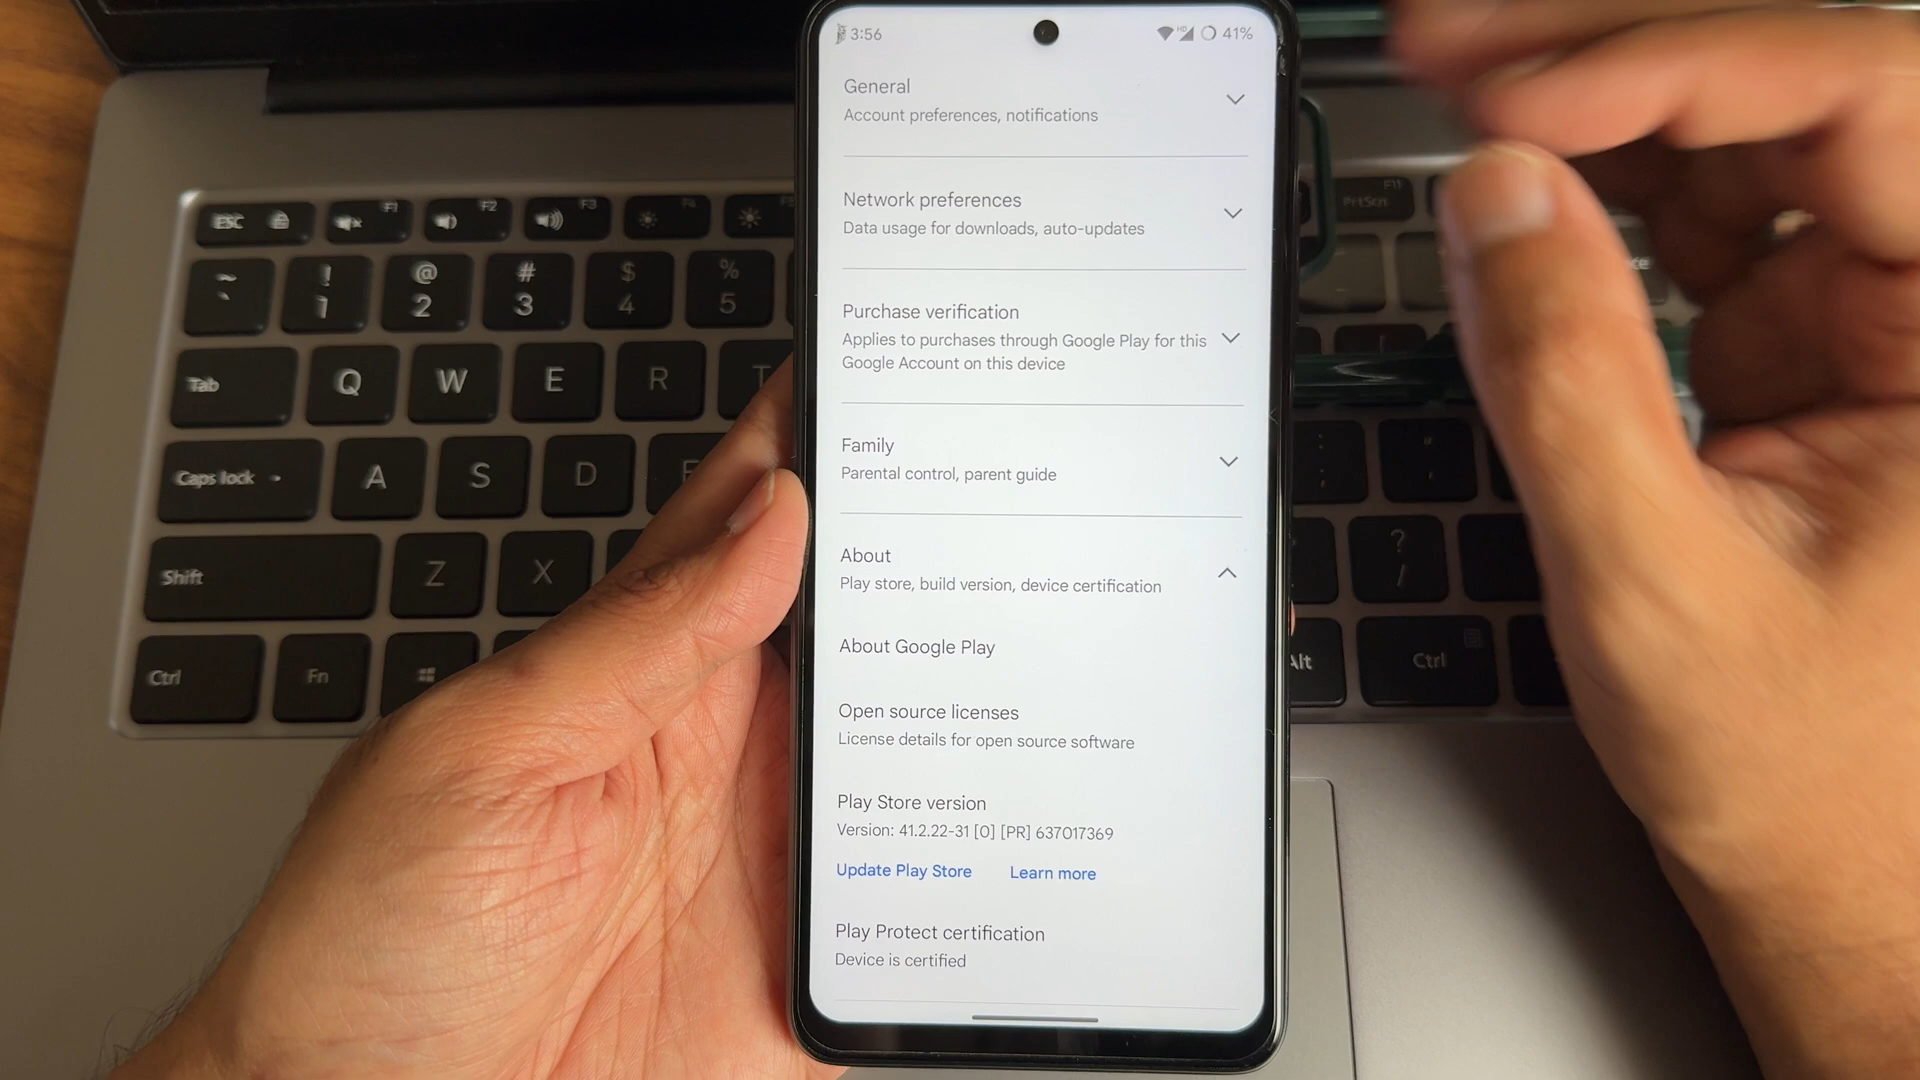 3:56
HD
41%
General
Account preferences, notifications
Network preferences
Data usage for downloads, auto-updates
Purchase verification
Applies to purchases through Google Play for this
Google Account on this device
Family
Parental control, parent guide
About
Play store, build version, device certification
About Google Play
Open source licenses
License details for open source software
Play Store version
Version: 41.2.22-31 [0] [PR] 637017369
Update Play Store Learn more
Play Protect certification
Device is certified
ESC F1 F2 F3 F4 F5
~ ! @ # $ %
` 1 2 3 4 5
Tab Q W E R T
Caps lock A S D F
Shift Z X
Ctrl Fn
PrtScn F11
: "
; '
?
/
Alt Ctrl